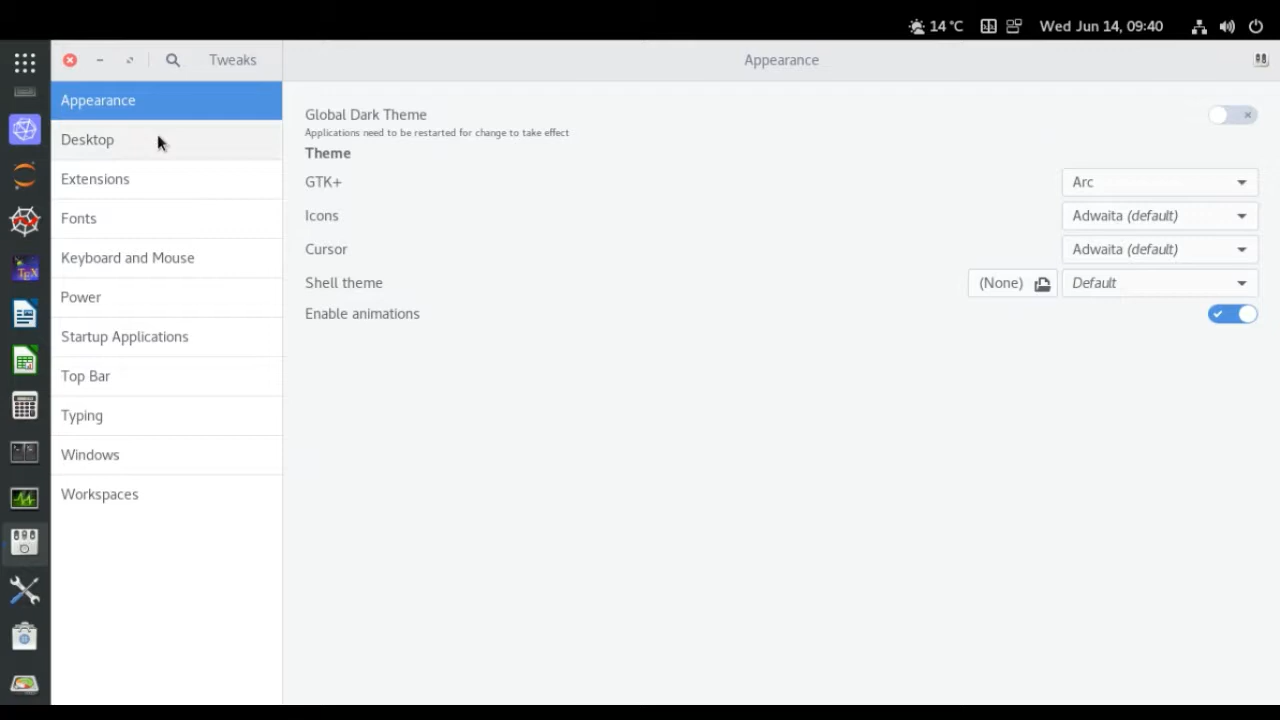 14 °C
Wed Jun 14, 09:40
Tweaks
Appearance
Appearance
Desktop
Extensions
Fonts
Keyboard and Mouse
Power
Startup Applications
Top Bar
Typing
Windows
Workspaces
Global Dark Theme
Applications need to be restarted for change to take effect
Theme
GTK+
Arc
Icons
Adwaita (default)
Cursor
Adwaita (default)
Shell theme
(None)
Default
Enable animations